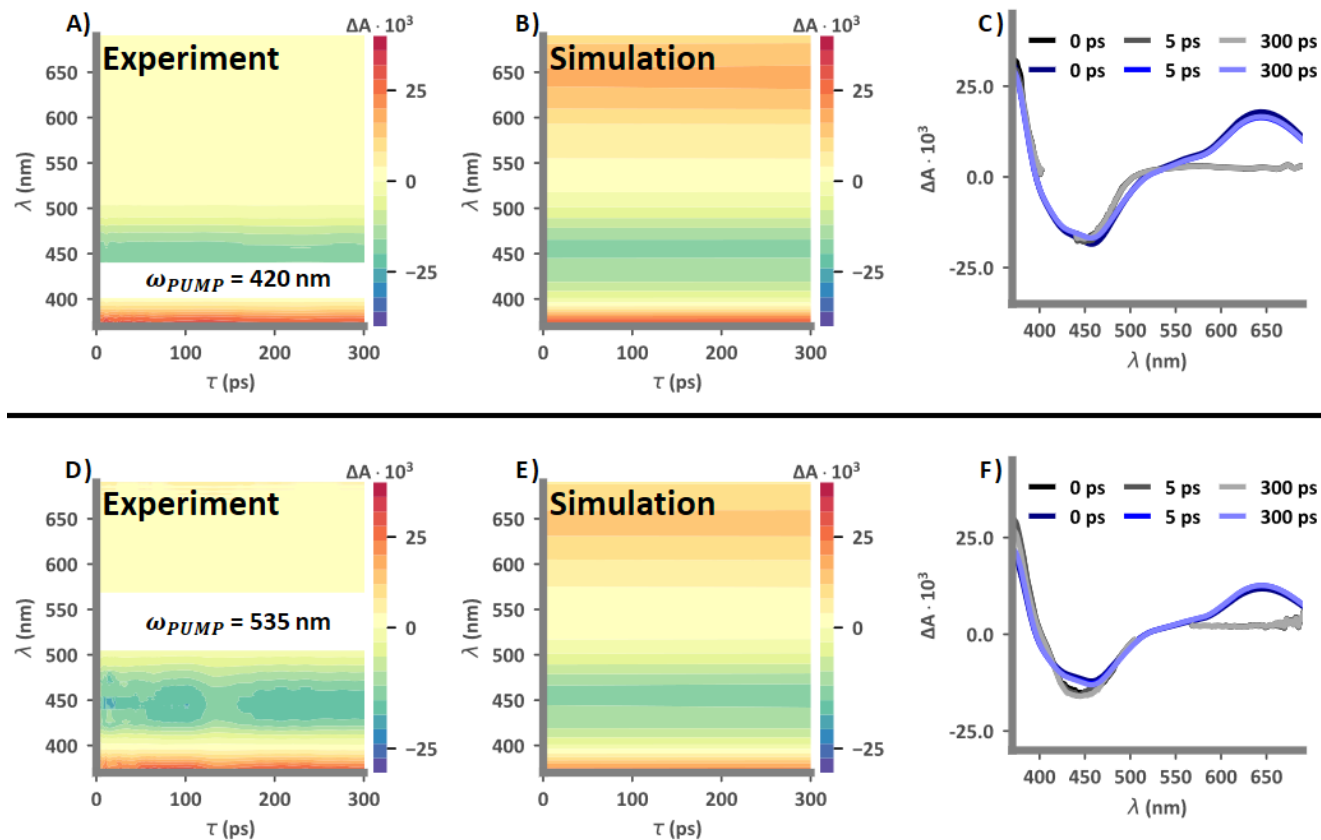 A)
ΔA · 10³
Experiment
650
600
550
500
450
400
λ (nm)
25
0
−25
ω_PUMP = 420 nm
0 100 200 300
τ (ps)
B)
ΔA · 10³
Simulation
650
600
550
500
450
400
λ (nm)
25
0
−25
0 100 200 300
τ (ps)
C)
0 ps 5 ps 300 ps
0 ps 5 ps 300 ps
25.0
0.0
-25.0
ΔA · 10³
400 450 500 550 600 650
λ (nm)
D)
ΔA · 10³
Experiment
650
600
550
500
450
400
λ (nm)
25
0
−25
ω_PUMP = 535 nm
0 100 200 300
τ (ps)
E)
ΔA · 10³
Simulation
650
600
550
500
450
400
λ (nm)
25
0
−25
0 100 200 300
τ (ps)
F)
0 ps 5 ps 300 ps
0 ps 5 ps 300 ps
25.0
0.0
-25.0
ΔA · 10³
400 450 500 550 600 650
λ (nm)